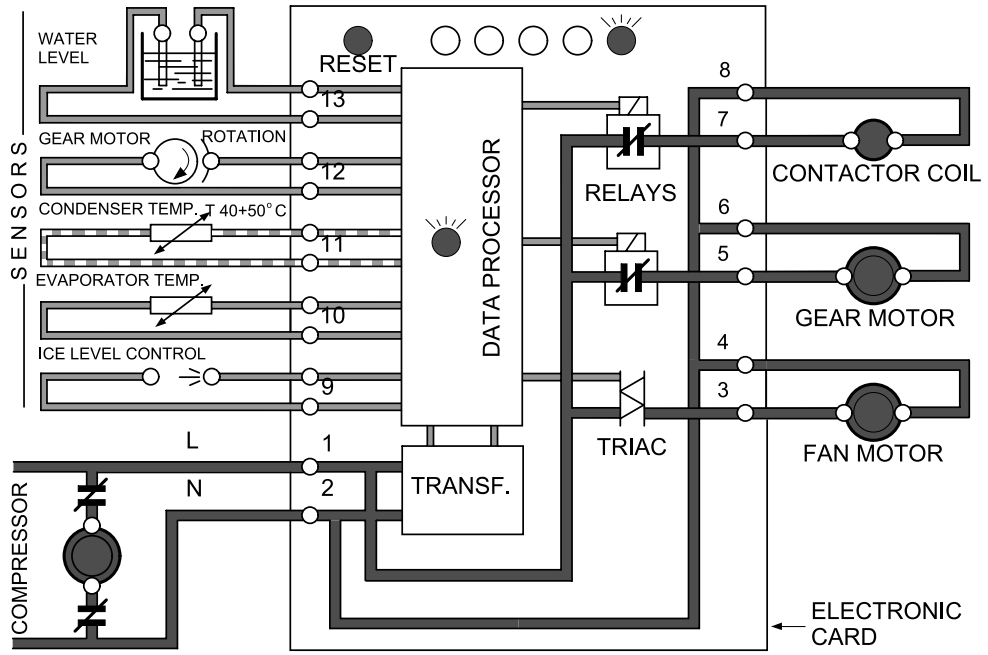 WATER
LEVEL
RESET
13
GEAR MOTOR
ROTATION
12
CONDENSER TEMP.
T 40+50°C
11
EVAPORATOR TEMP.
10
ICE LEVEL CONTROL
9
SENSORS
DATA PROCESSOR
RELAYS
TRIAC
8
7
CONTACTOR COIL
6
5
GEAR MOTOR
4
3
FAN MOTOR
L
1
N
2
TRANSF.
COMPRESSOR
ELECTRONIC
CARD